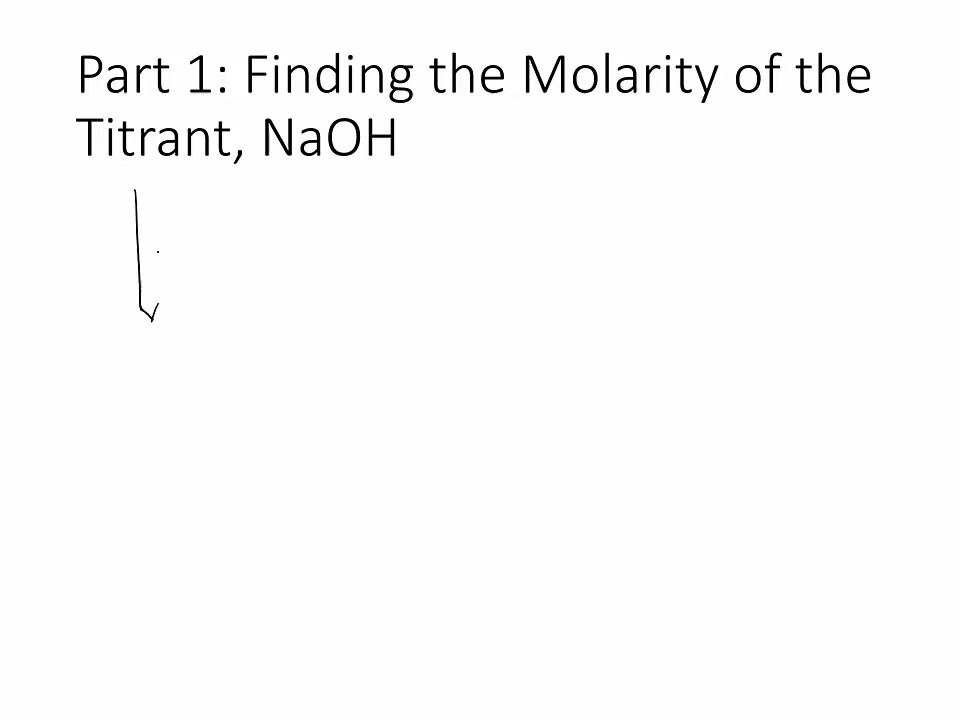 Part 1: Finding the Molarity of the
Titrant, NaOH